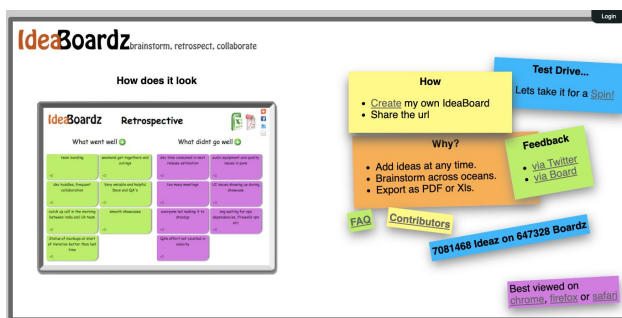 Login
IdeaBoardz brainstorm, retrospect, collaborate
How does it look
IdeaBoardz Retrospective
What went well
What didnt go well
team bonding
weekend get togethers and
outings
dev time consumed in next
release estimation
audio equipment and quality
issues in pune
dev huddles, frequent
collaboration
Very amiable and helpful
Devs and QA's
too many meetings
UI issues showing up during
showcase
catch up call in the morning
between india and UK team
smooth showcases
everyone not making it to
standup
long waiting for ops
dependencies, firewalls vpn
etc
Status of mockups at start
of iteration better than last
time
QA's effort not counted in
velocity
How
Create my own IdeaBoard
Share the url
Test Drive...
Lets take it for a Spin!
Why?
Add ideas at any time.
Brainstorm across oceans.
Export as PDF or Xls.
Feedback
via Twitter
via Board
FAQ
Contributors
7081468 Ideaz on 647328 Boardz
Best viewed on
chrome, firefox or safari